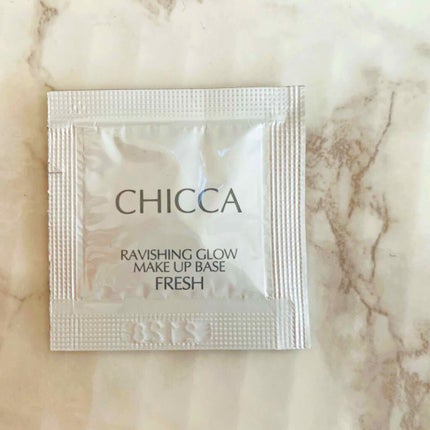 CHICCA
RAVISHING GLOW
MAKE UP BASE
FRESH